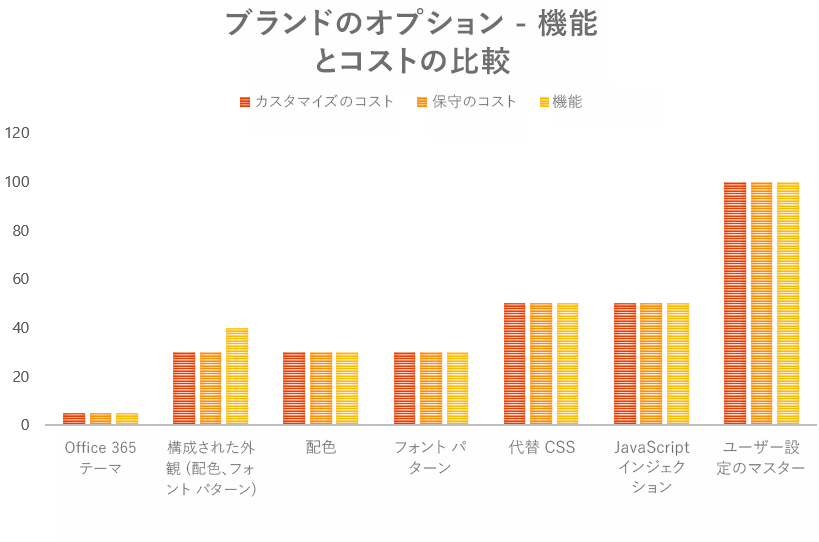 ブランドのオプション - 機能
とコストの比較
カスタマイズのコスト 保守のコスト 機能
120
100
80
60
40
20
0
Office 365
テーマ
構成された外
観 (配色、フォ
ント パターン)
配色
フォント パ
ターン
代替 CSS
JavaScript
インジェク
ション
ユーザー設
定のマスター